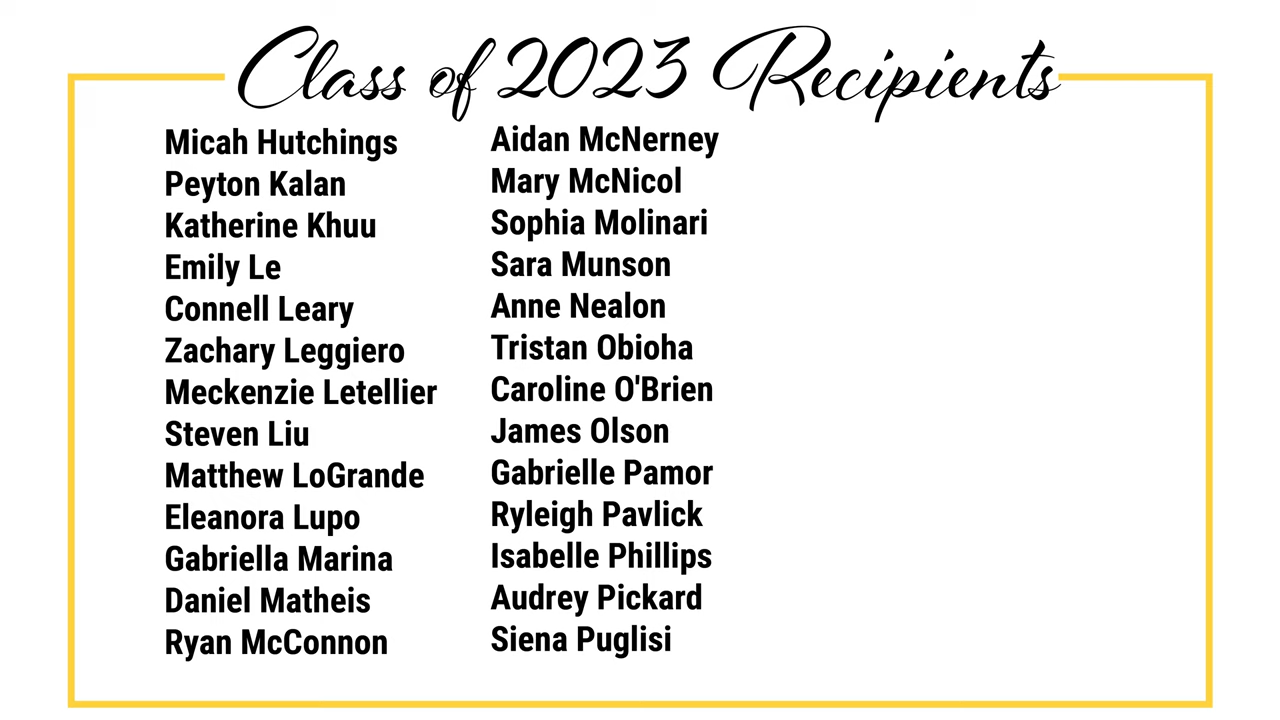 Class of 2023 Recipients
Micah Hutchings
Peyton Kalan
Katherine Khuu
Emily Le
Connell Leary
Zachary Leggiero
Meckenzie Letellier
Steven Liu
Matthew LoGrande
Eleanora Lupo
Gabriella Marina
Daniel Matheis
Ryan McConnon
Aidan McNerney
Mary McNicol
Sophia Molinari
Sara Munson
Anne Nealon
Tristan Obioha
Caroline O'Brien
James Olson
Gabrielle Pamor
Ryleigh Pavlick
Isabelle Phillips
Audrey Pickard
Siena Puglisi